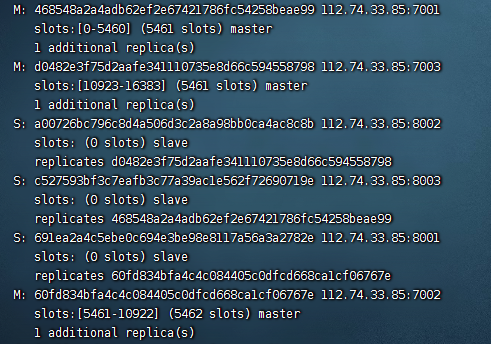 M: 468548a2a4adb62ef2e67421786fc54258beae99 112.74.33.85:7001
slots:[0-5460] (5461 slots) master
1 additional replica(s)
M: d0482e3f75d2aafe341110735e8d66c594558798 112.74.33.85:7003
slots:[10923-16383] (5461 slots) master
1 additional replica(s)
S: a00726bc796c8d4a506d3c2a8a98bb0ca4ac8c8b 112.74.33.85:8002
slots: (0 slots) slave
replicates d0482e3f75d2aafe341110735e8d66c594558798
S: c527593bf3c7eafb3c77a39ac1e562f72690719e 112.74.33.85:8003
slots: (0 slots) slave
replicates 468548a2a4adb62ef2e67421786fc54258beae99
S: 691ea2a4c5ebe0c694e3be98e8117a56a3a2782e 112.74.33.85:8001
slots: (0 slots) slave
replicates 60fd834bfa4c4c084405c0dfcd668ca1cf06767e
M: 60fd834bfa4c4c084405c0dfcd668ca1cf06767e 112.74.33.85:7002
slots:[5461-10922] (5462 slots) master
1 additional replica(s)